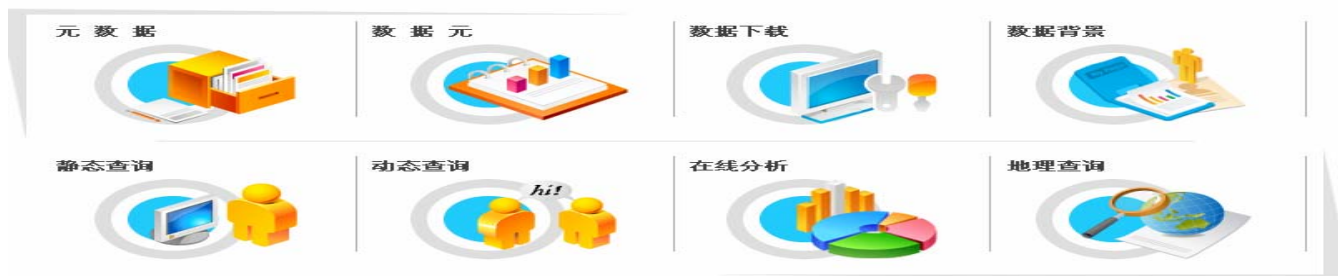 元 数 据
数 据 元
数据下载
数据背景
静态查询
动态查询
hi!
在线分析
地理查询